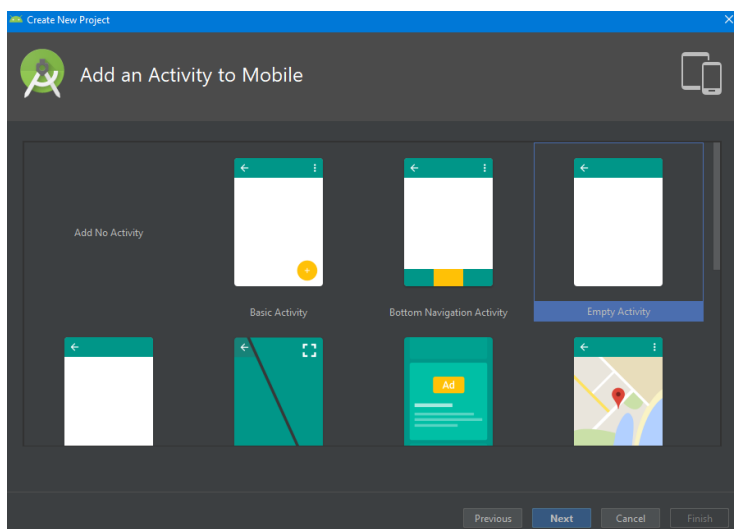 Create New Project
Add an Activity to Mobile
Add No Activity
Basic Activity
Bottom Navigation Activity
Empty Activity
Ad
Previous
Next
Cancel
Finish